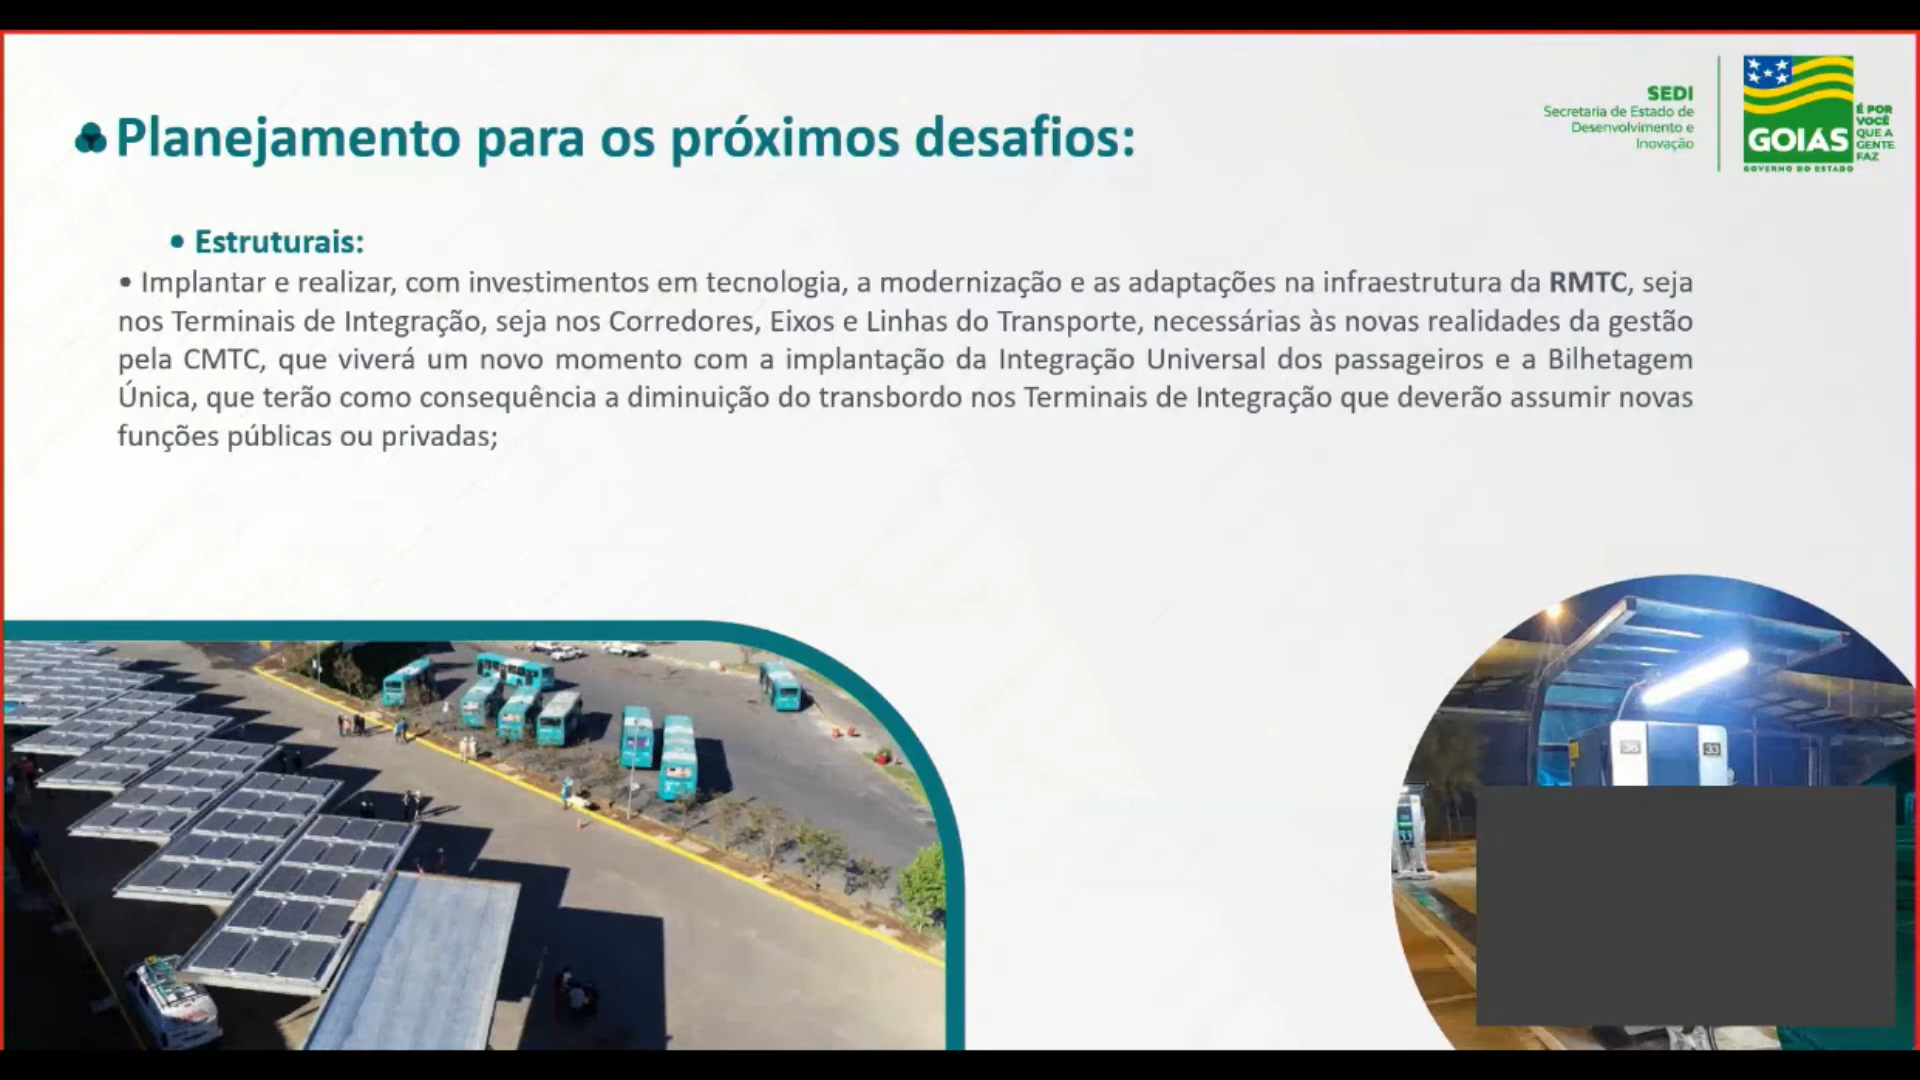 Planejamento para os próximos desafios:
SEDI
Secretaria de Estado de
Desenvolvimento e
Inovação
GOIÁS
GOVERNO DO ESTADO
É POR
VOCÊ
QUE A
GENTE
FAZ
• Estruturais:
• Implantar e realizar, com investimentos em tecnologia, a modernização e as adaptações na infraestrutura da RMTC, seja
nos Terminais de Integração, seja nos Corredores, Eixos e Linhas do Transporte, necessárias às novas realidades da gestão
pela CMTC, que viverá um novo momento com a implantação da Integração Universal dos passageiros e a Bilhetagem
Única, que terão como consequência a diminuição do transbordo nos Terminais de Integração que deverão assumir novas
funções públicas ou privadas;
33